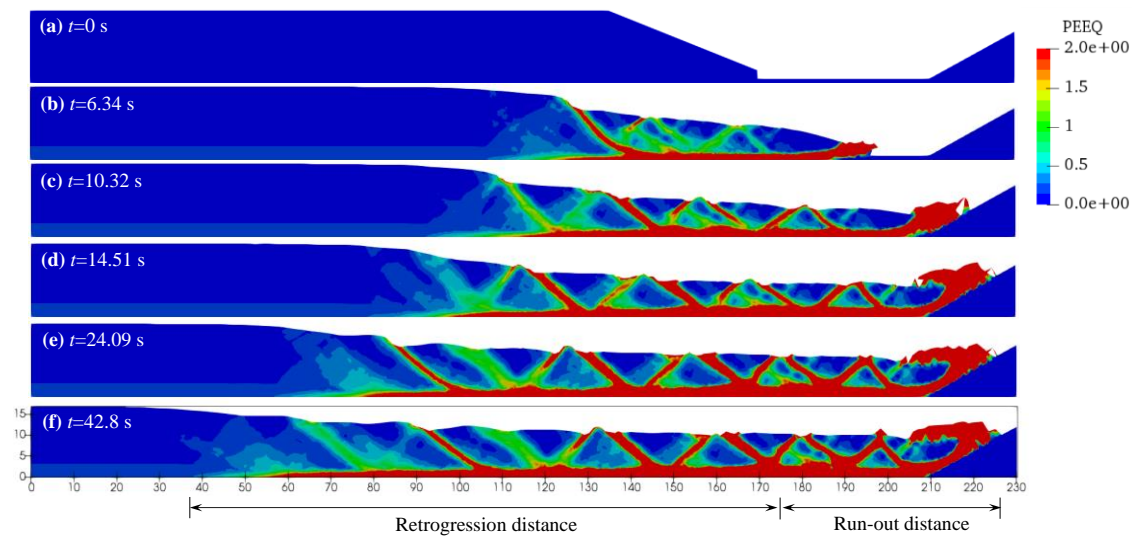 (a) t=0 s
PEEQ
2.0e+00
1.5
1
0.5
0.0e+00
(b) t=6.34 s
(c) t=10.32 s
(d) t=14.51 s
(e) t=24.09 s
(f) t=42.8 s
15
10
5
0
0 10 20 30 40 50 60 70 80 90 100 110 120 130 140 150 160 170 180 190 200 210 220 230
Retrogression distance Run-out distance